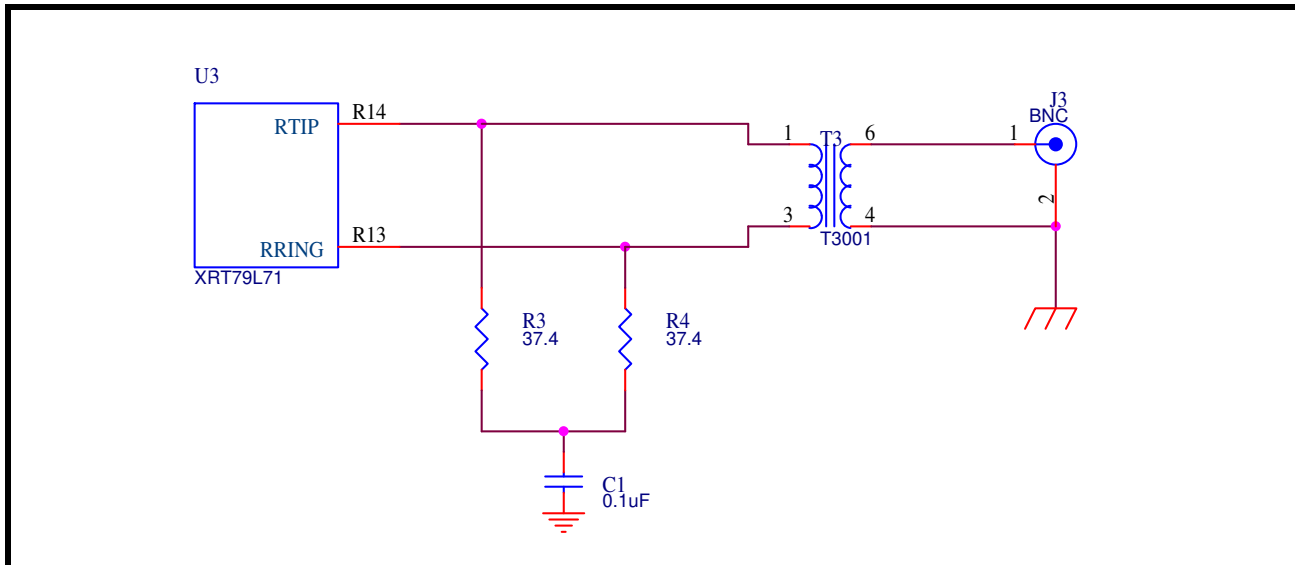 U3
RTIP R14
RRING R13
XRT79L71
1 T3 6
3 4
T3001
J3
BNC
1
2
R3
37.4
R4
37.4
C1
0.1uF